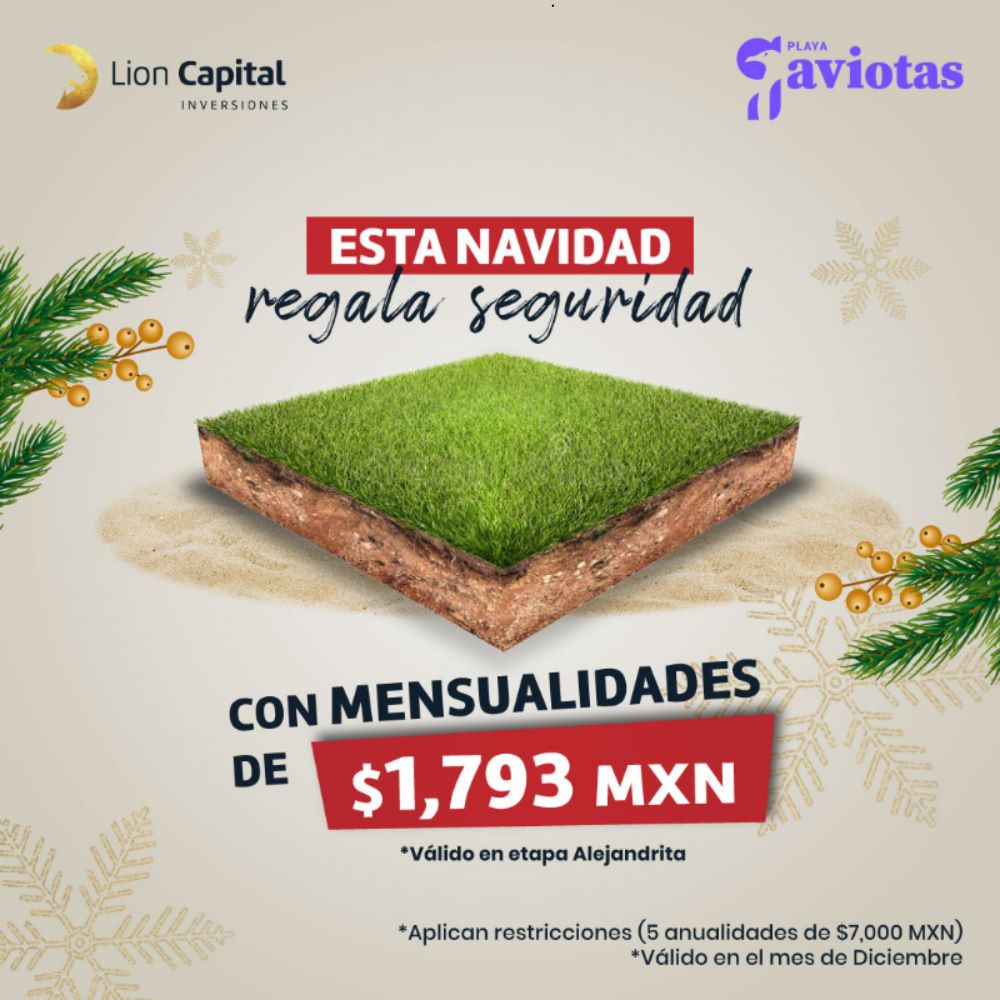 Lion Capital
INVERSIONES
PLAYA
Gaviotas
ESTA NAVIDAD
regala seguridad
CON MENSUALIDADES
DE $1,793 MXN
*Válido en etapa Alejandrita
*Aplican restricciones (5 anualidades de $7,000 MXN)
*Válido en el mes de Diciembre